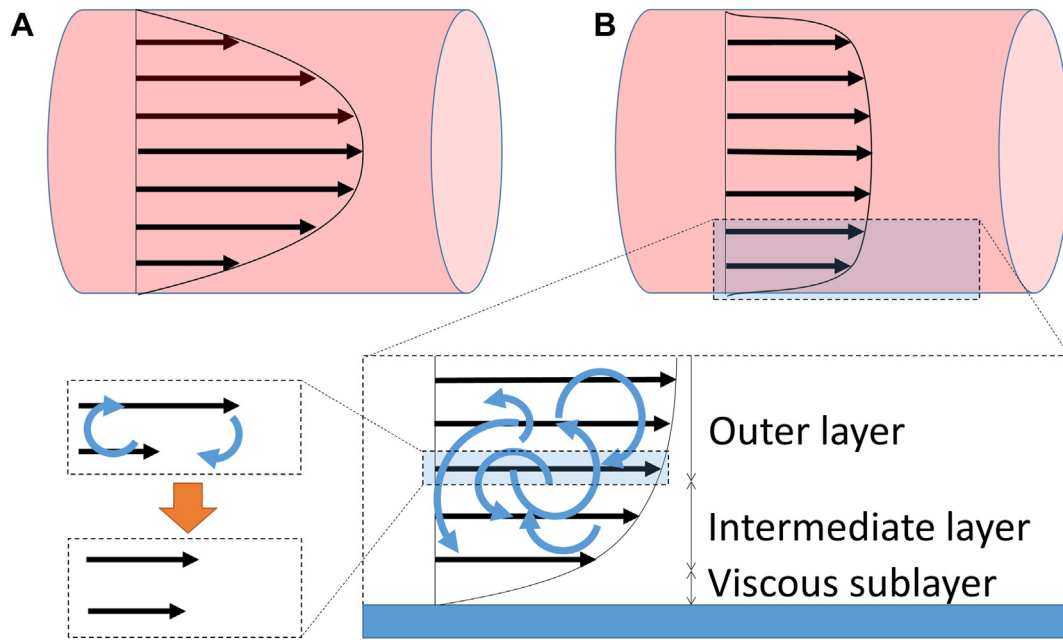 A
B
Outer layer
Intermediate layer
Viscous sublayer